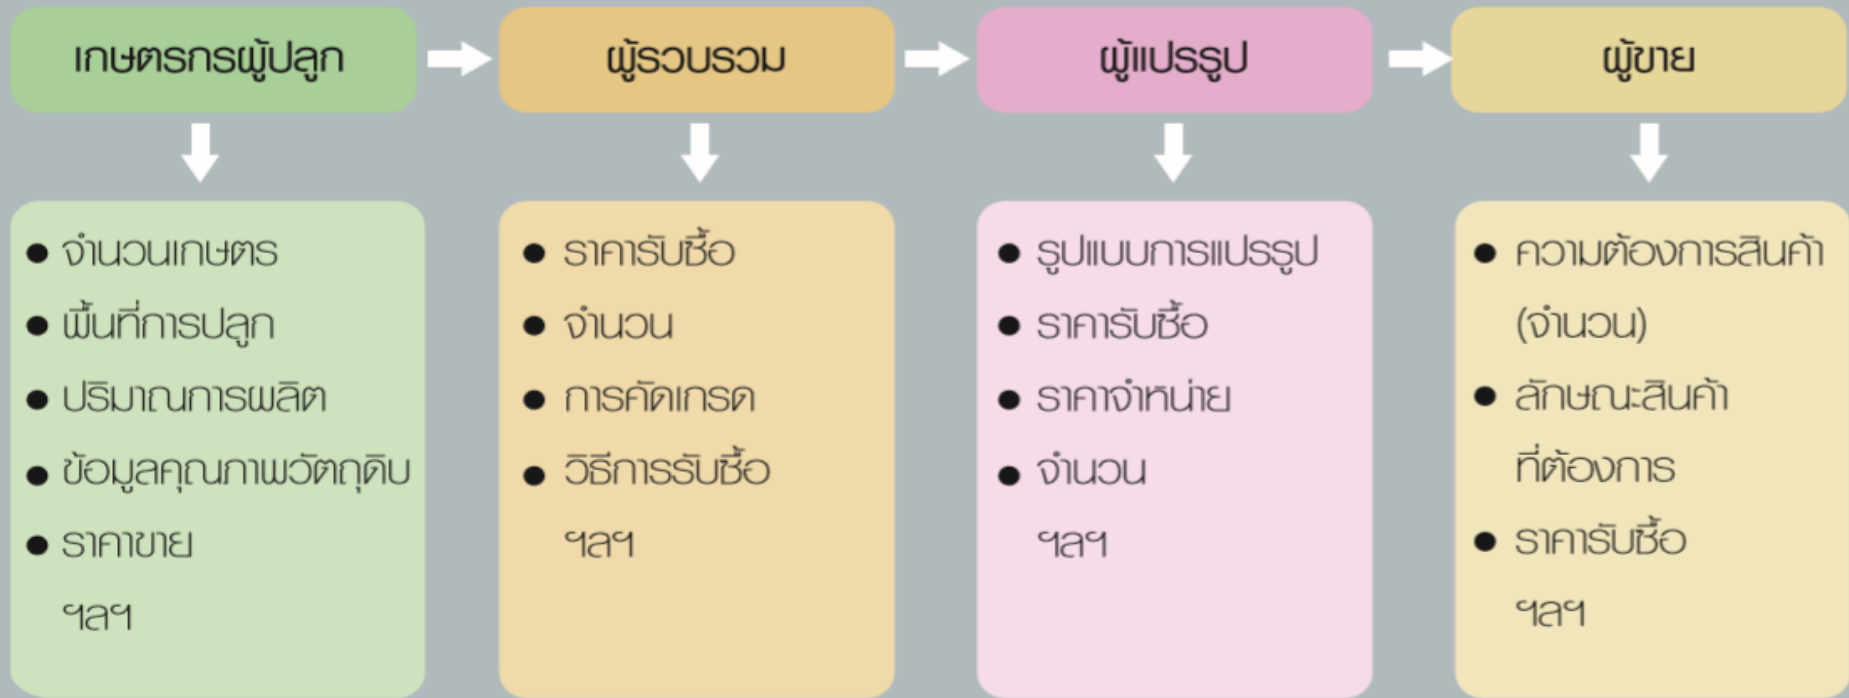 เกษตรกรผู้ปลูก
ผู้รวบรวม
ผู้แปรรูป
ผู้ขาย
● จำนวนเกษตร
● พื้นที่การปลูก
● ปริมาณการผลิต
● ข้อมูลคุณภาพวัตถุดิบ
● ราคาขาย
ฯลฯ
● ราคารับซื้อ
● จำนวน
● การคัดเกรด
● วิธีการรับซื้อ
ฯลฯ
● รูปแบบการแปรรูป
● ราคารับซื้อ
● ราคาจำหน่าย
● จำนวน
ฯลฯ
● ความต้องการสินค้า
(จำนวน)
● ลักษณะสินค้า
ที่ต้องการ
● ราคารับซื้อ
ฯลฯ